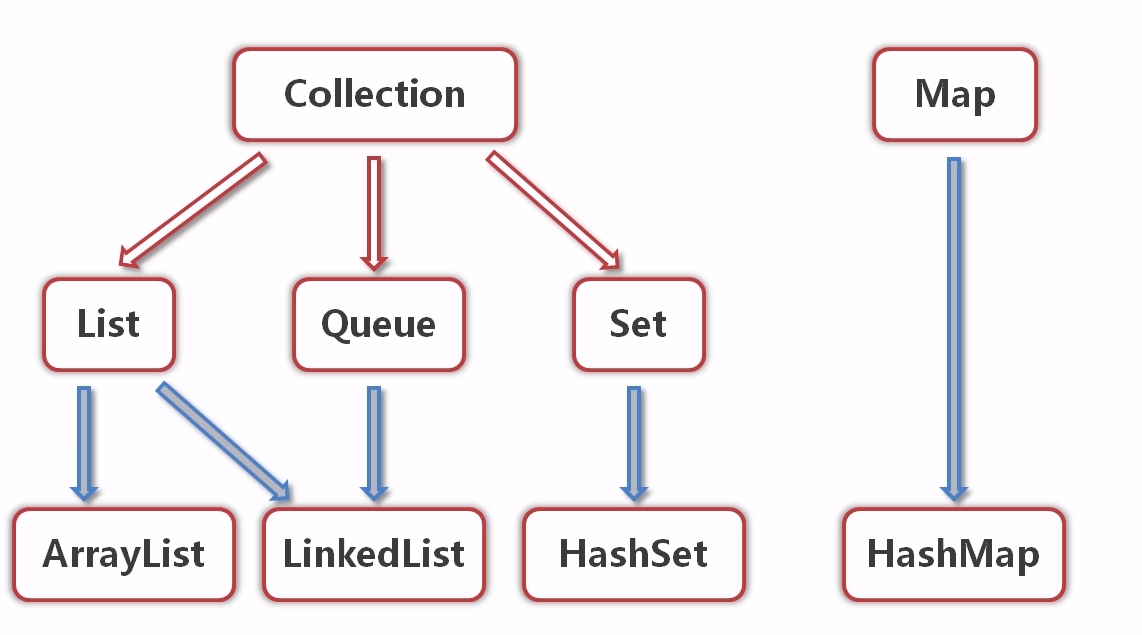 Collection
Map
List
Queue
Set
ArrayList
LinkedList
HashSet
HashMap